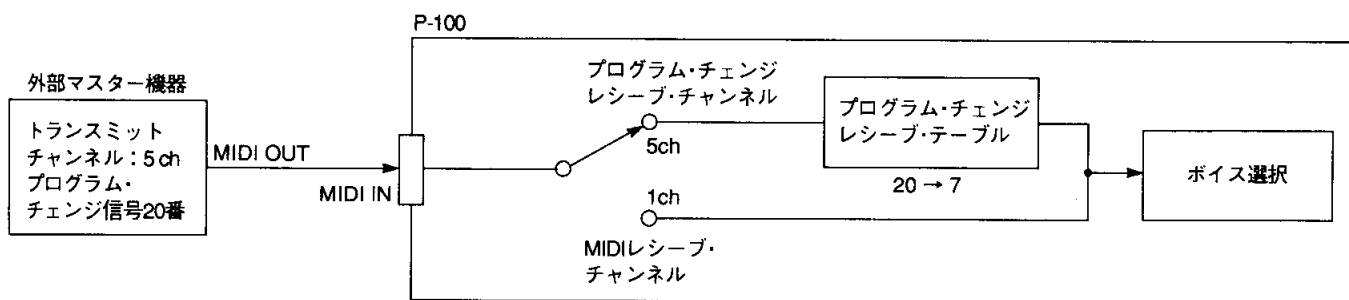 P-100
外部マスター機器
トランスミット
チャンネル：5ch
プログラム・
チェンジ信号20番
MIDI OUT
MIDI IN
プログラム・チェンジ
レシーブ・チャンネル
5ch
1ch
MIDIレシーブ・
チャンネル
プログラム・チェンジ
レシーブ・テーブル
20 → 7
ボイス選択